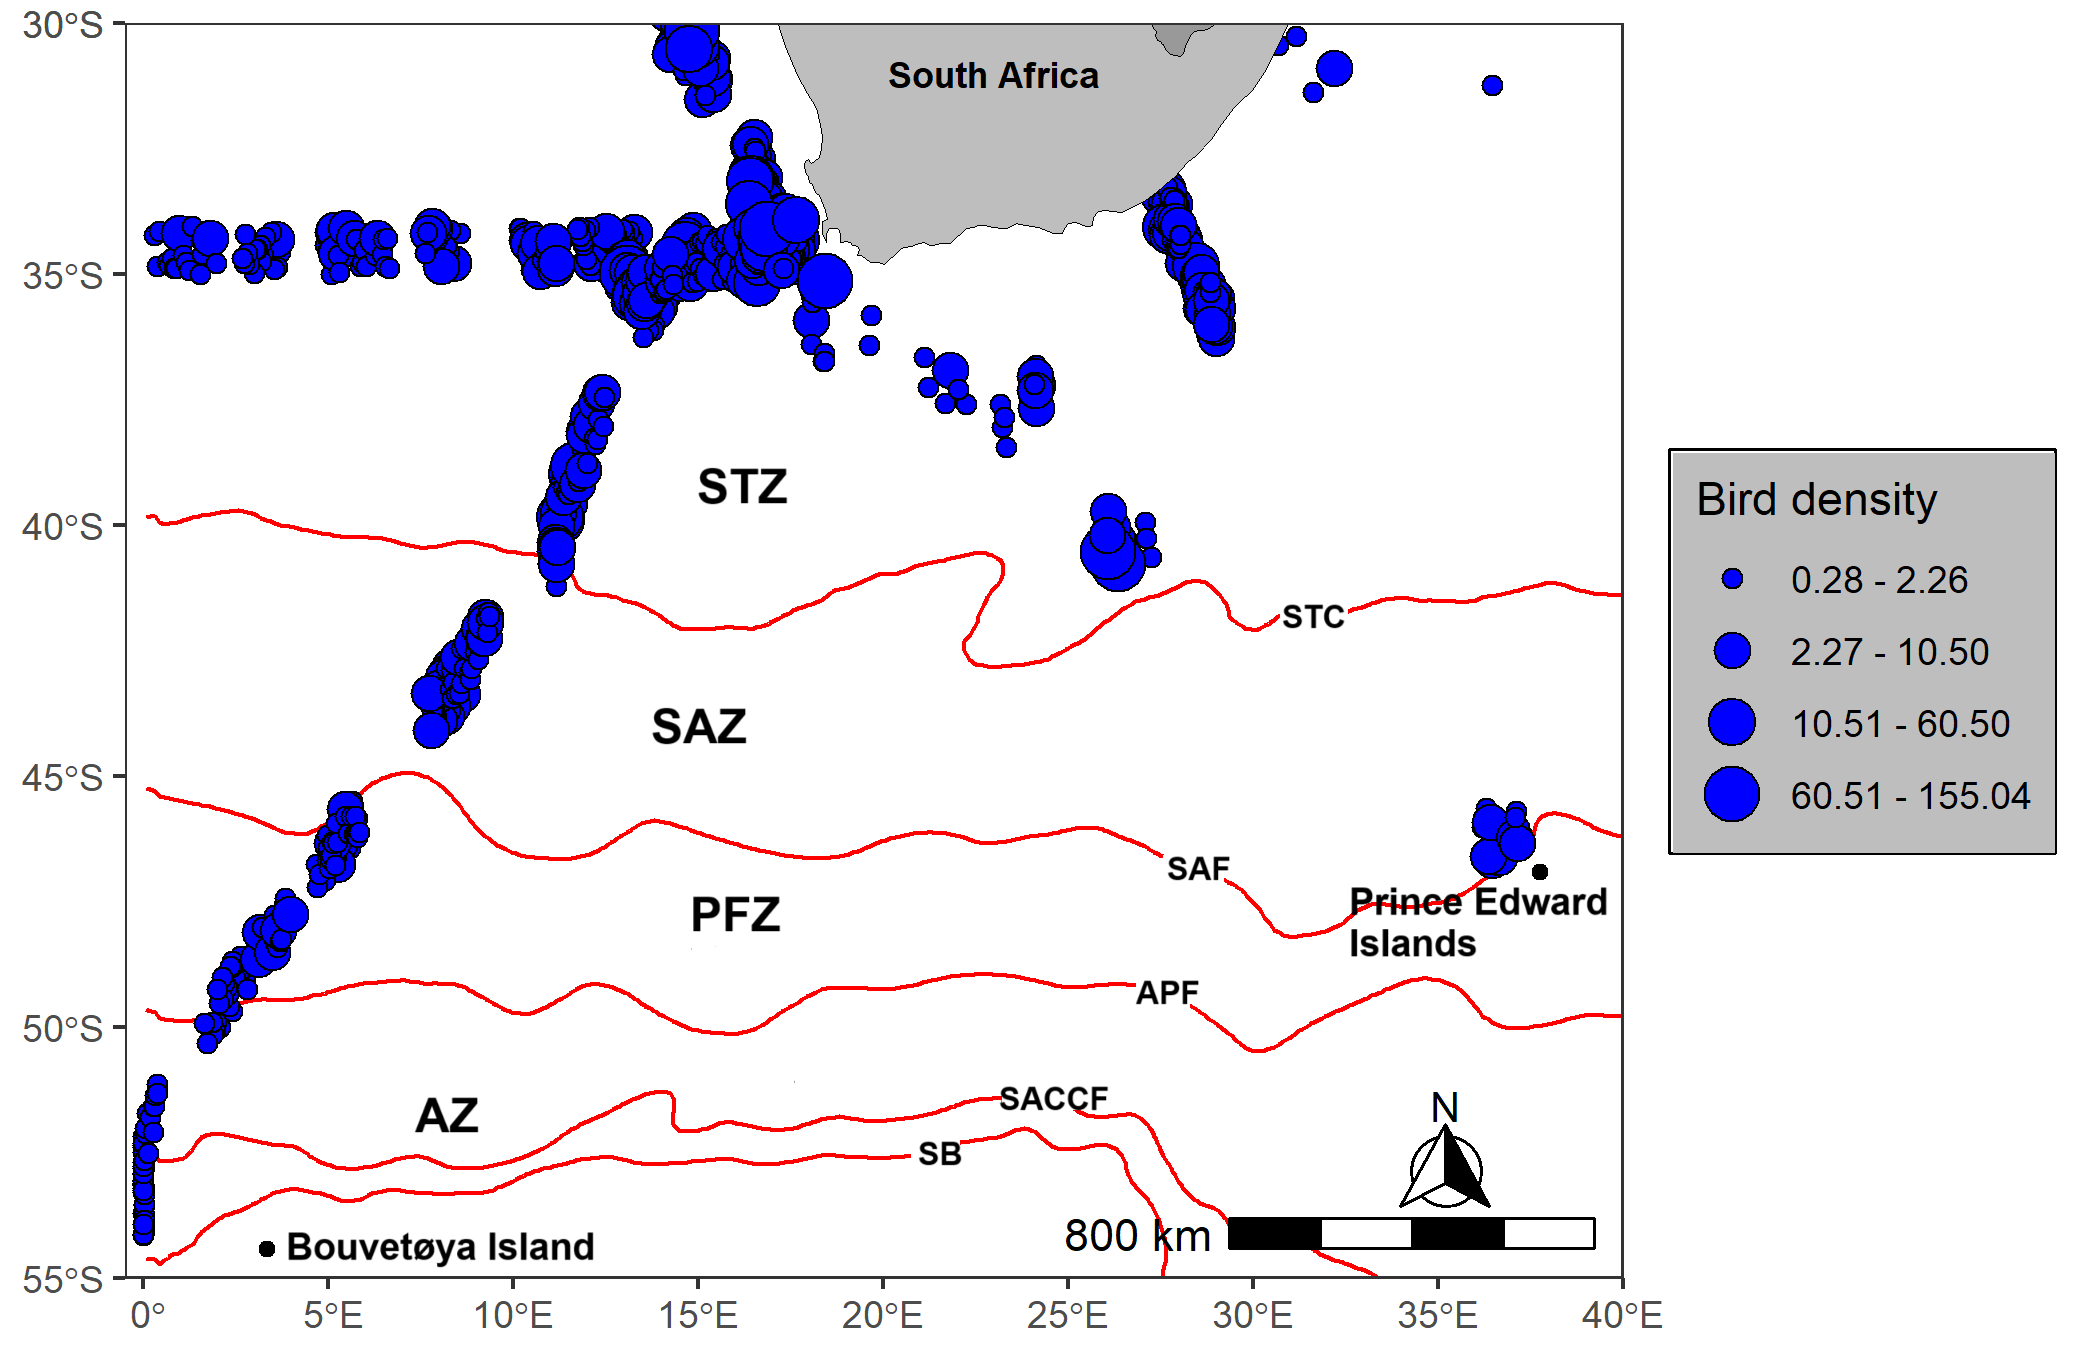 30°S
South Africa
35°S
STZ
40°S
STC
SAZ
45°S
SAF
Prince Edward
Islands
PFZ
APF
50°S
SACCF
AZ
SB
N
800 km
Bouvetøya Island
55°S
0°
5°E
10°E
15°E
20°E
25°E
30°E
35°E
40°E
Bird density
0.28 - 2.26
2.27 - 10.50
10.51 - 60.50
60.51 - 155.04